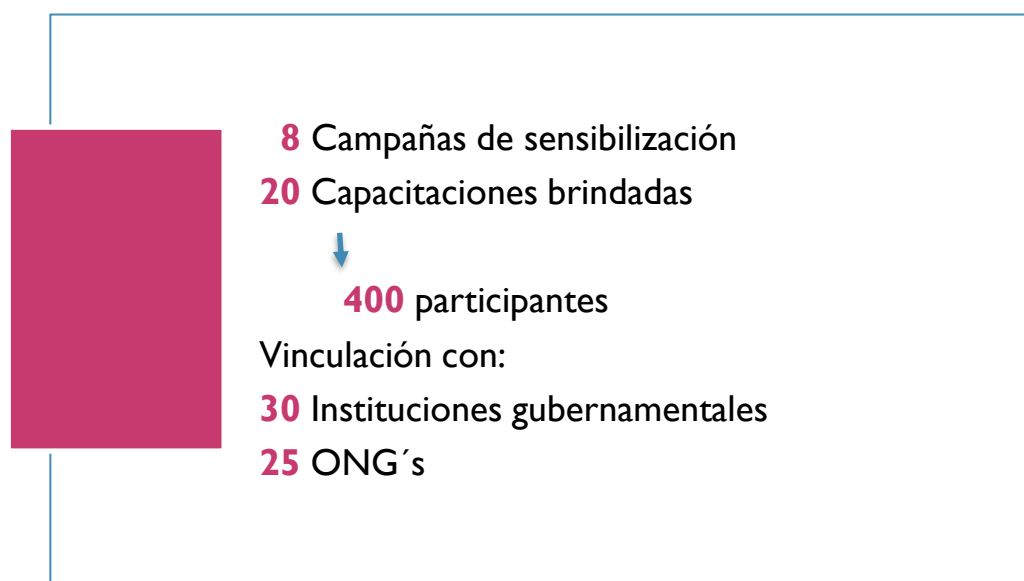 8 Campañas de sensibilización
20 Capacitaciones brindadas
400 participantes
Vinculación con:
30 Instituciones gubernamentales
25 ONG´s